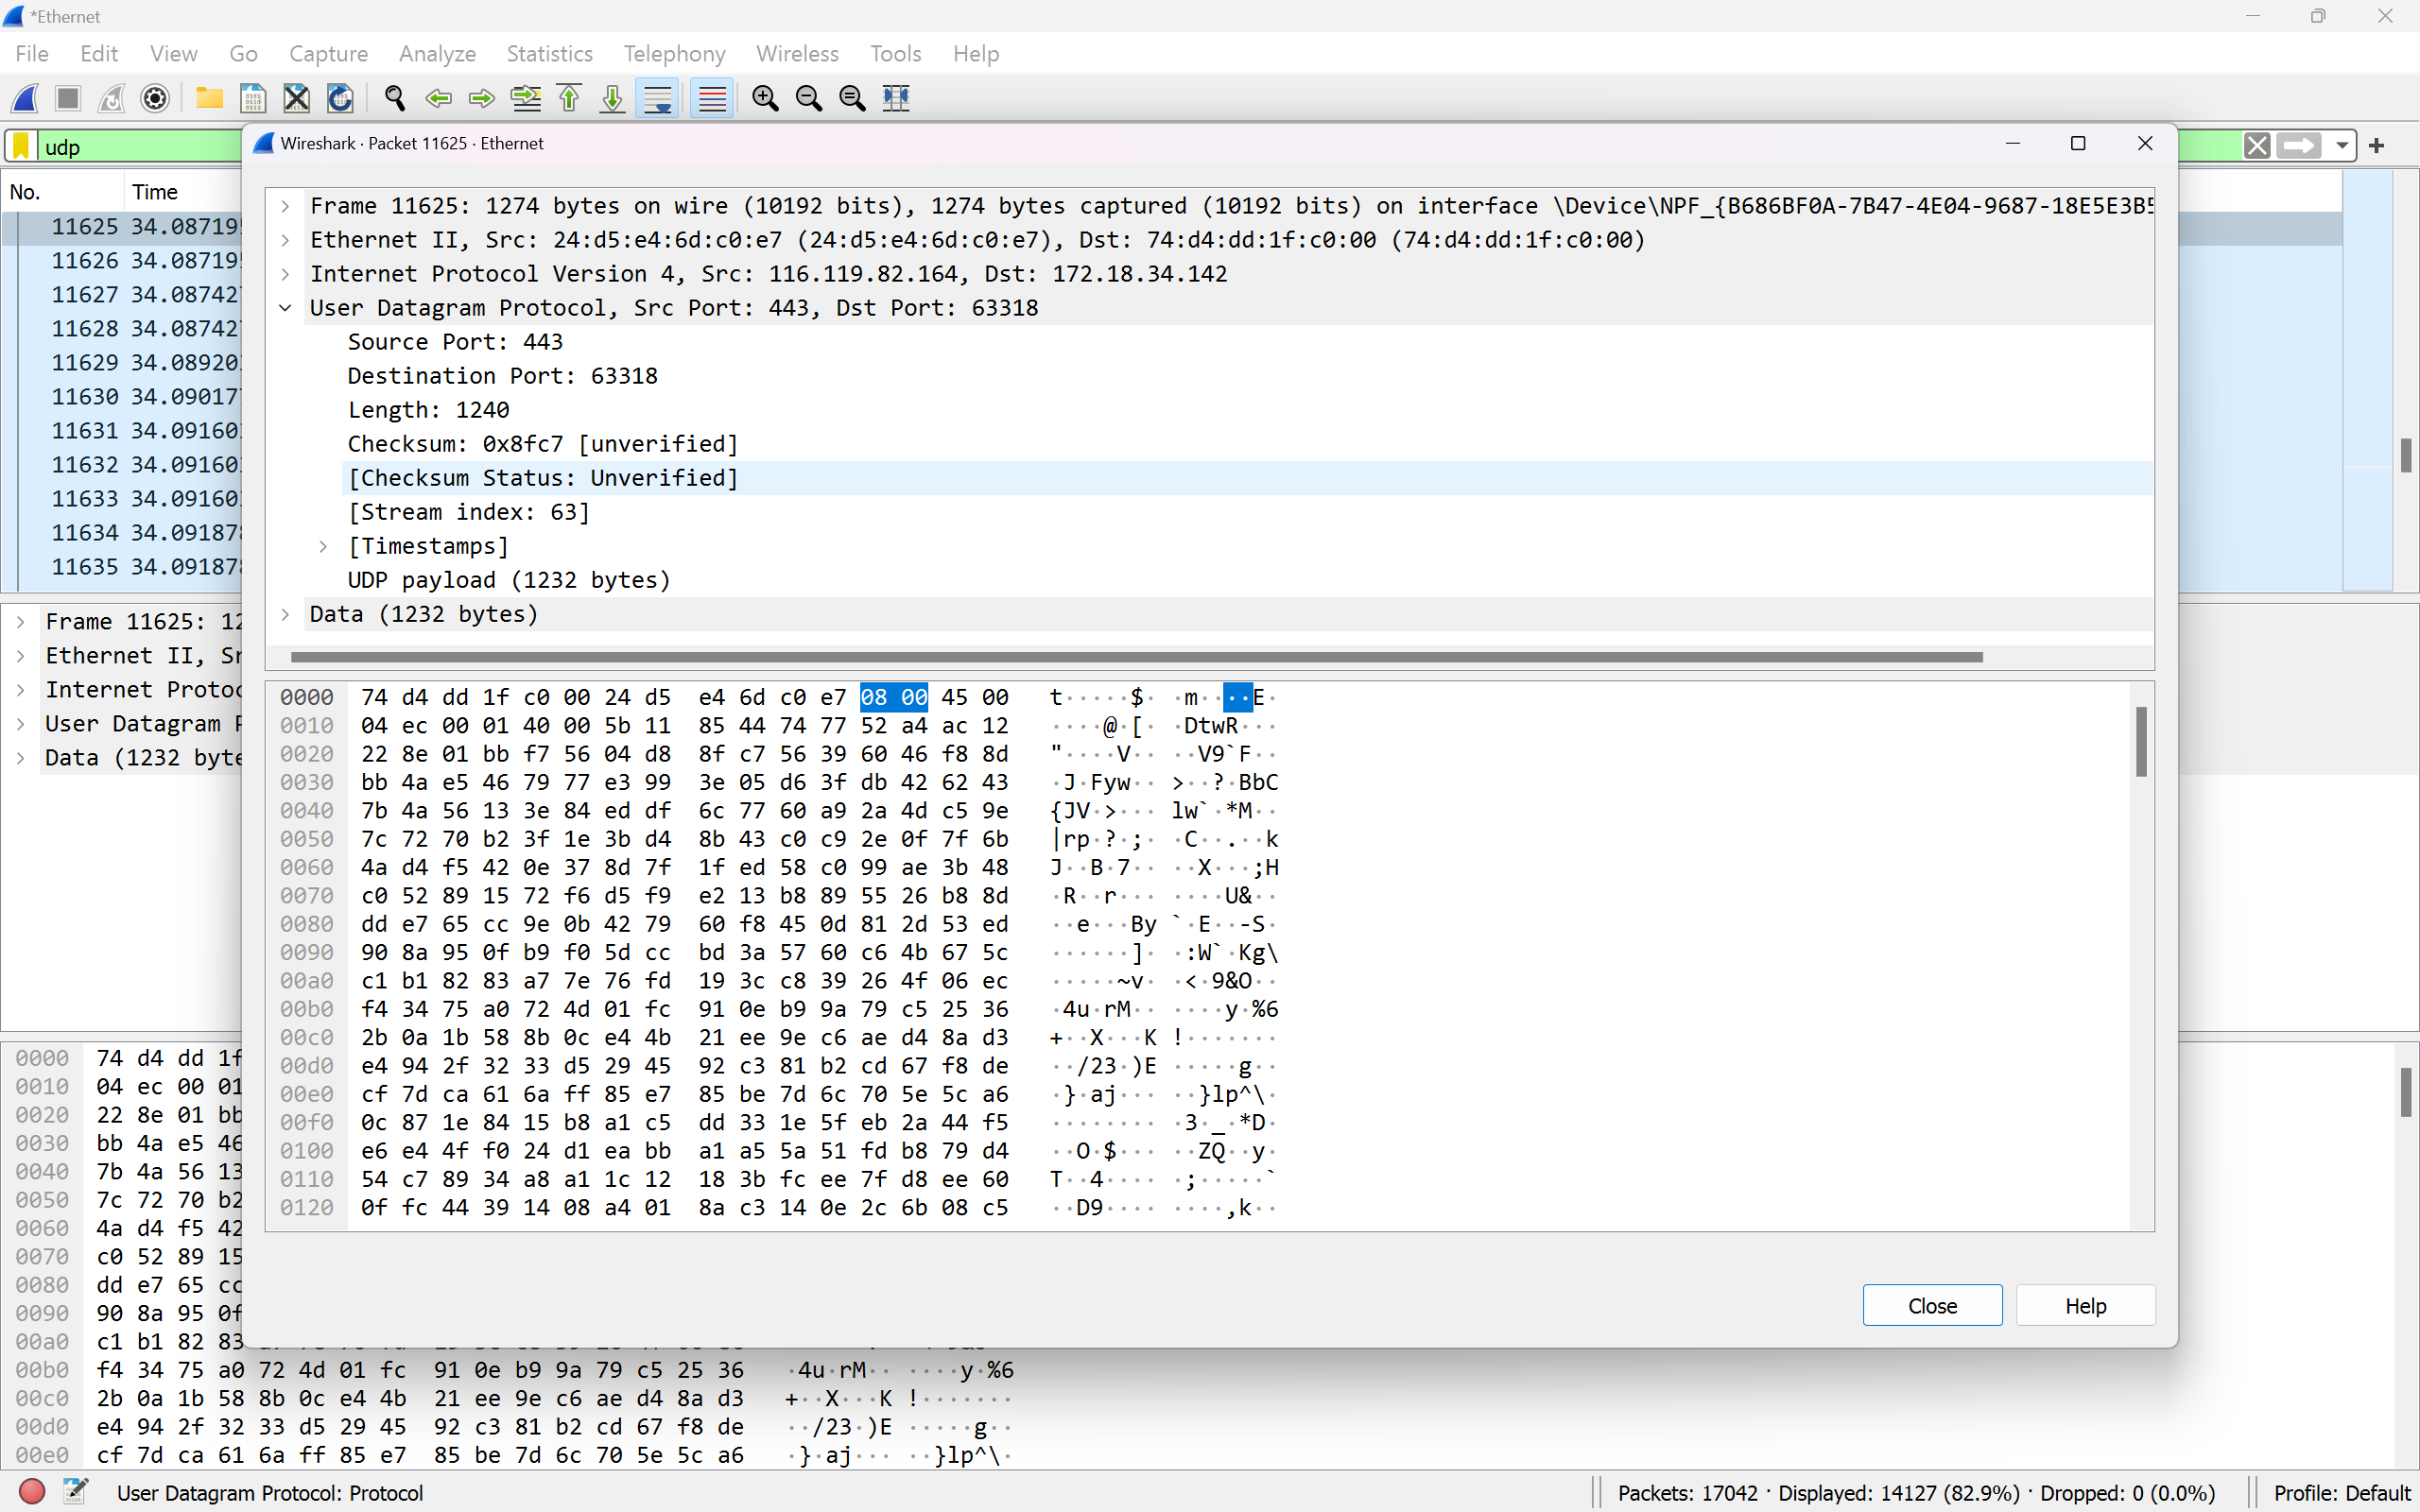 *Ethernet
File Edit View Go Capture Analyze Statistics Telephony Wireless Tools Help
udp
Wireshark · Packet 11625 · Ethernet
No. Time
11625 34.08719
11626 34.08719
11627 34.08742
11628 34.08742
11629 34.08920
11630 34.09017
11631 34.09160
11632 34.09160
11633 34.09160
11634 34.09187
11635 34.09187
Frame 11625: 1274 bytes on wire (10192 bits), 1274 bytes captured (10192 bits) on interface \Device\NPF_{B686BF0A-7B47-4E04-9687-18E5E3B5
Ethernet II, Src: 24:d5:e4:6d:c0:e7 (24:d5:e4:6d:c0:e7), Dst: 74:d4:dd:1f:c0:00 (74:d4:dd:1f:c0:00)
Internet Protocol Version 4, Src: 116.119.82.164, Dst: 172.18.34.142
User Datagram Protocol, Src Port: 443, Dst Port: 63318
Source Port: 443
Destination Port: 63318
Length: 1240
Checksum: 0x8fc7 [unverified]
[Checksum Status: Unverified]
[Stream index: 63]
[Timestamps]
UDP payload (1232 bytes)
Data (1232 bytes)
0000 74 d4 dd 1f c0 00 24 d5 e4 6d c0 e7 08 00 45 00 t·····$· ·m····E·
0010 04 ec 00 01 40 00 5b 11 85 44 74 77 52 a4 ac 12 ····@·[· ·DtwR···
0020 22 8e 01 bb f7 56 04 d8 8f c7 56 39 60 46 f8 8d "····V·· ··V9`F··
0030 bb 4a e5 46 79 77 e3 99 3e 05 d6 3f db 42 62 43 ·J·Fyw·· >··?·BbC
0040 7b 4a 56 13 3e 84 ed df 6c 77 60 a9 2a 4d c5 9e {JV·>··· lw`·*M··
0050 7c 72 70 b2 3f 1e 3b d4 8b 43 c0 c9 2e 0f 7f 6b |rp·?·;· ·C··.··k
0060 4a d4 f5 42 0e 37 8d 7f 1f ed 58 c0 99 ae 3b 48 J··B·7·· ··X···;H
0070 c0 52 89 15 72 f6 d5 f9 e2 13 b8 89 55 26 b8 8d ·R··r··· ····U&··
0080 dd e7 65 cc 9e 0b 42 79 60 f8 45 0d 81 2d 53 ed ··e···By `·E··-S·
0090 90 8a 95 0f b9 f0 5d cc bd 3a 57 60 c6 4b 67 5c ······]· ·:W`·Kg\
00a0 c1 b1 82 83 a7 7e 76 fd 19 3c c8 39 26 4f 06 ec ·····~v· ·<·9&O··
00b0 f4 34 75 a0 72 4d 01 fc 91 0e b9 9a 79 c5 25 36 ·4u·rM·· ····y·%6
00c0 2b 0a 1b 58 8b 0c e4 4b 21 ee 9e c6 ae d4 8a d3 +··X···K !·······
00d0 e4 94 2f 32 33 d5 29 45 92 c3 81 b2 cd 67 f8 de ··/23·)E ·····g··
00e0 cf 7d ca 61 6a ff 85 e7 85 be 7d 6c 70 5e 5c a6 ·}·aj··· ··}lp^\·
00f0 0c 87 1e 84 15 b8 a1 c5 dd 33 1e 5f eb 2a 44 f5 ········ ·3·_·*D·
0100 e6 e4 4f f0 24 d1 ea bb a1 a5 5a 51 fd b8 79 d4 ··O·$··· ··ZQ··y·
0110 54 c7 89 34 a8 a1 1c 12 18 3b fc ee 7f d8 ee 60 T··4···· ·;·····`
0120 0f fc 44 39 14 08 a4 01 8a c3 14 0e 2c 6b 08 c5 ··D9···· ····,k··
Close Help
Frame 11625: 12
Ethernet II, Sr
Internet Protoc
User Datagram P
Data (1232 byte
0000 74 d4 dd 1f
0010 04 ec 00 01
0020 22 8e 01 bb
0030 bb 4a e5 46
0040 7b 4a 56 13
0050 7c 72 70 b2
0060 4a d4 f5 42
0070 c0 52 89 15
0080 dd e7 65 cc
0090 90 8a 95 0f
00a0 c1 b1 82 83
00b0 f4 34 75 a0 72 4d 01 fc 91 0e b9 9a 79 c5 25 36 ·4u·rM·· ····y·%6
00c0 2b 0a 1b 58 8b 0c e4 4b 21 ee 9e c6 ae d4 8a d3 +··X···K !·······
00d0 e4 94 2f 32 33 d5 29 45 92 c3 81 b2 cd 67 f8 de ··/23·)E ·····g··
00e0 cf 7d ca 61 6a ff 85 e7 85 be 7d 6c 70 5e 5c a6 ·}·aj··· ··}lp^\·
User Datagram Protocol: Protocol
Packets: 17042 · Displayed: 14127 (82.9%) · Dropped: 0 (0.0%)
Profile: Default